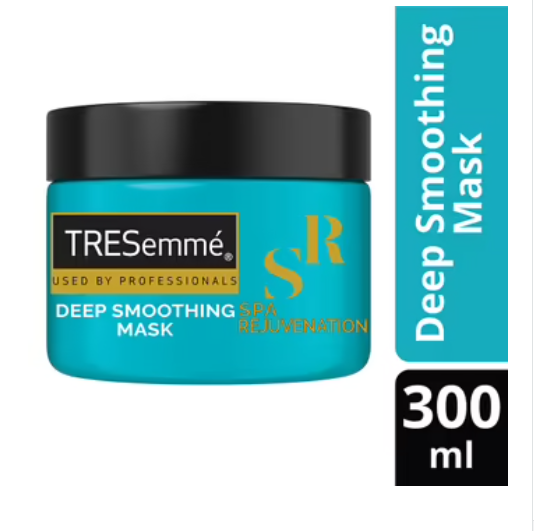 TRESemmé®
USED BY PROFESSIONALS
DEEP SMOOTHING
MASK
SR
SPA
REJUVENATION
Deep Smoothing
Mask
300
ml